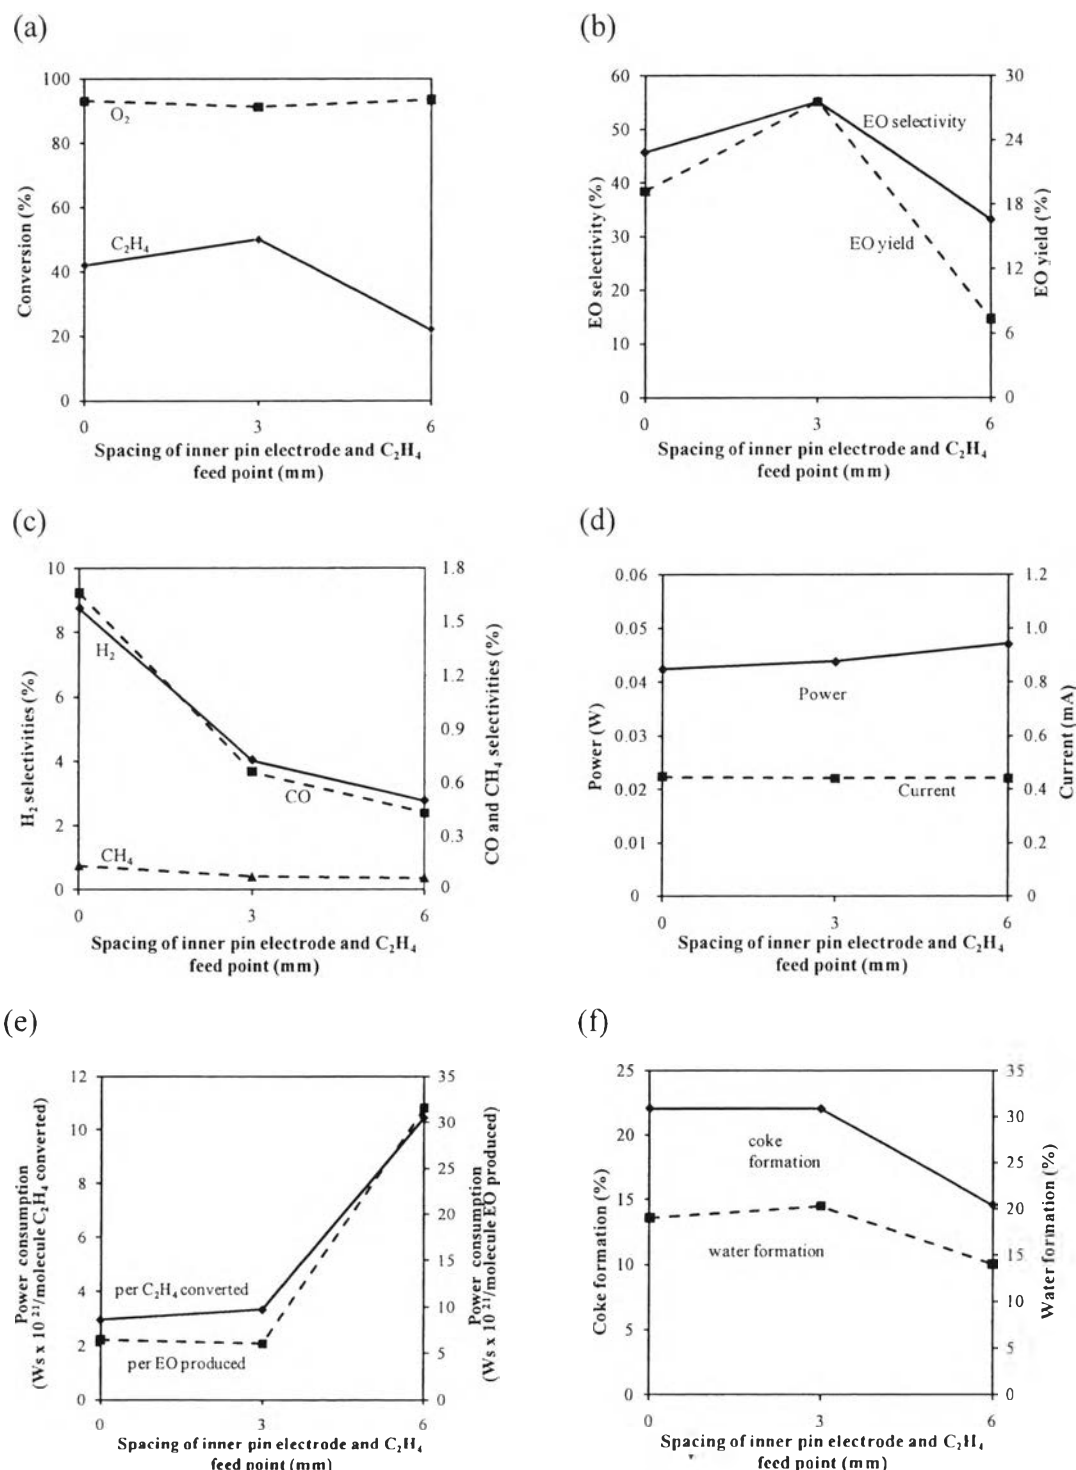 (a)
100
80
60
40
20
0
Conversion (%)
O₂
C₂H₄
0 3 6
Spacing of inner pin electrode and C₂H₄
feed point (mm)
(b)
60
50
40
30
20
10
0
EO selectivity (%)
EO selectivity
EO yield
30
24
18
12
6
0
EO yield (%)
0 3 6
Spacing of inner pin electrode and C₂H₄
feed point (mm)
(c)
10
8
6
4
2
0
H₂ selectivities (%)
H₂
CO
CH₄
1.8
1.5
1.2
0.9
0.6
0.3
0
CO and CH₄ selectivities (%)
0 3 6
Spacing of inner pin electrode and C₂H₄
feed point (mm)
(d)
0.06
0.05
0.04
0.03
0.02
0.01
0
Power (W)
Power
Current
1.2
1.0
0.8
0.6
0.4
0.2
0
Current (mA)
0 3 6
Spacing of inner pin electrode and C₂H₄
feed point (mm)
(e)
12
10
8
6
4
2
0
Power consumption
(Ws x 10²¹/molecule C₂H₄ converted)
per C₂H₄ converted
per EO produced
35
30
25
20
15
10
5
0
Power consumption
(Ws x 10²¹/molecule EO produced)
0 3 6
Spacing of inner pin electrode and C₂H₄
feed point (mm)
(f)
25
20
15
10
5
0
Coke formation (%)
coke
formation
water formation
35
30
25
20
15
10
5
0
Water formation (%)
0 3 6
Spacing of inner pin electrode and C₂H₄
feed point (mm)